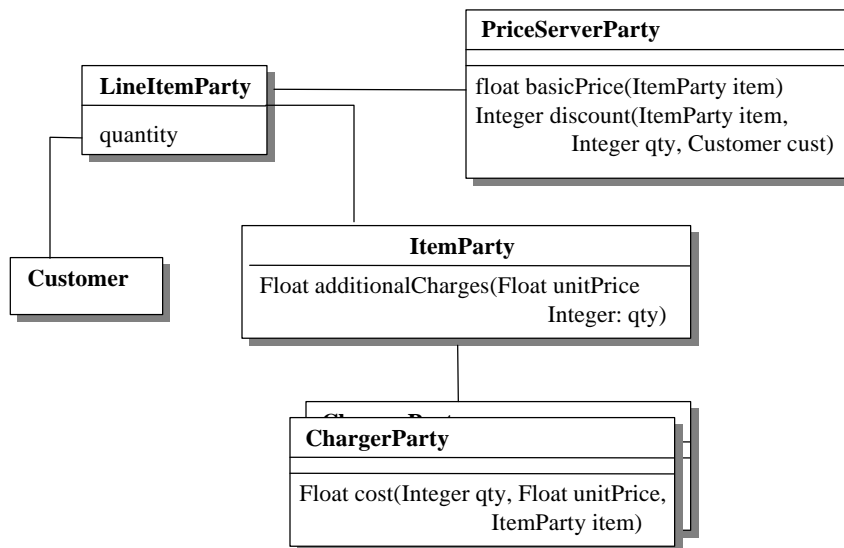 PriceServerParty
float basicPrice(ItemParty item)
Integer discount(ItemParty item,
Integer qty, Customer cust)
LineItemParty
quantity
Customer
ItemParty
Float additionalCharges(Float unitPrice
Integer: qty)
ChargerParty
Float cost(Integer qty, Float unitPrice,
ItemParty item)